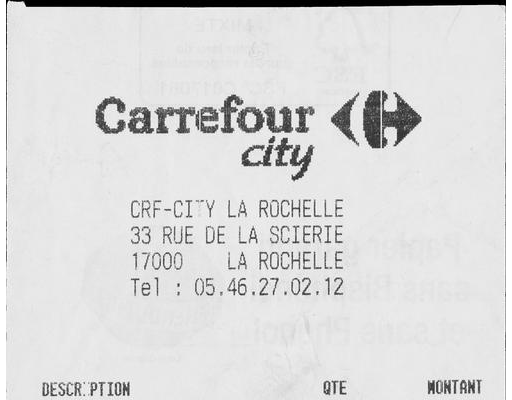 Carrefour
city
CRF-CITY LA ROCHELLE
33 RUE DE LA SCIERIE
17000 LA ROCHELLE
Tel : 05.46.27.02.12
DESCRIPTION QTE MONTANT